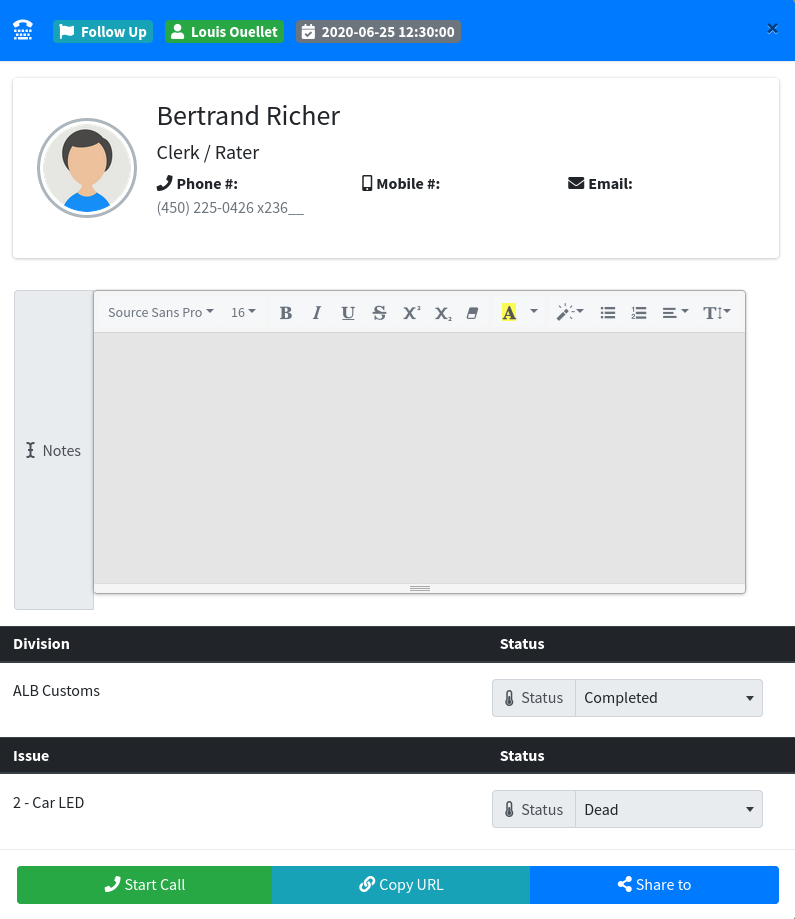 Follow Up Louis Ouellet 2020-06-25 12:30:00 ×
Bertrand Richer
Clerk / Rater
Phone #: Mobile #: Email:
(450) 225-0426 x236__
Source Sans Pro 16 B I U S X² X₂ A T
Notes
Division Status
ALB Customs Status Completed
Issue Status
2 - Car LED Status Dead
Start Call Copy URL Share to